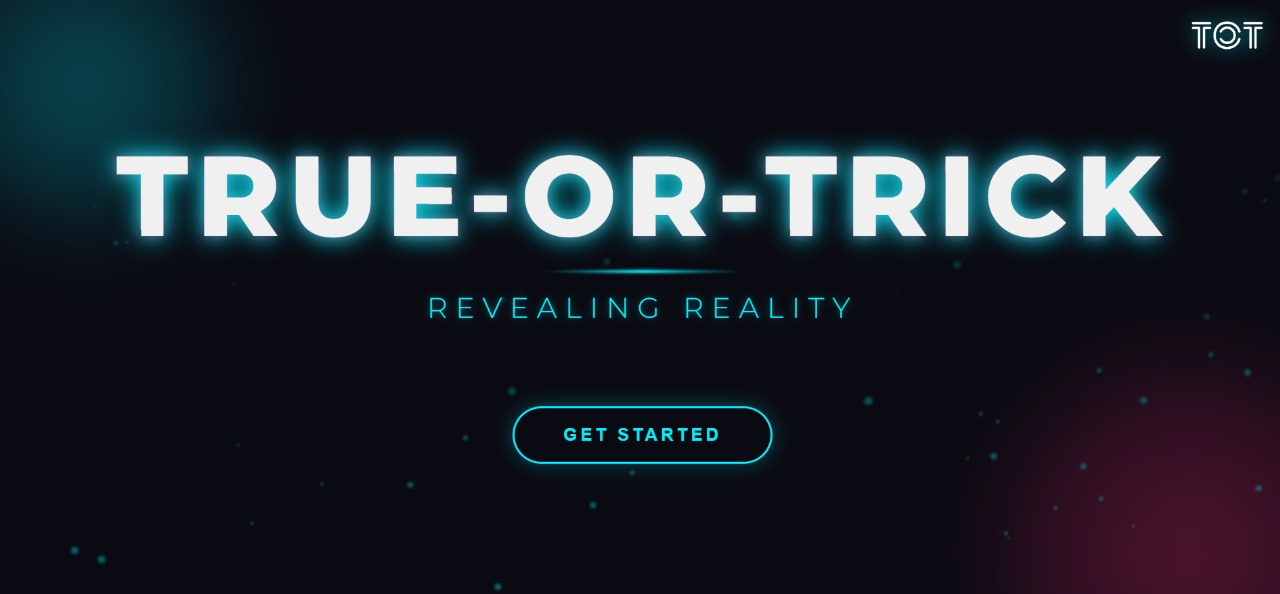 TOT
TRUE-OR-TRICK
REVEALING REALITY
GET STARTED